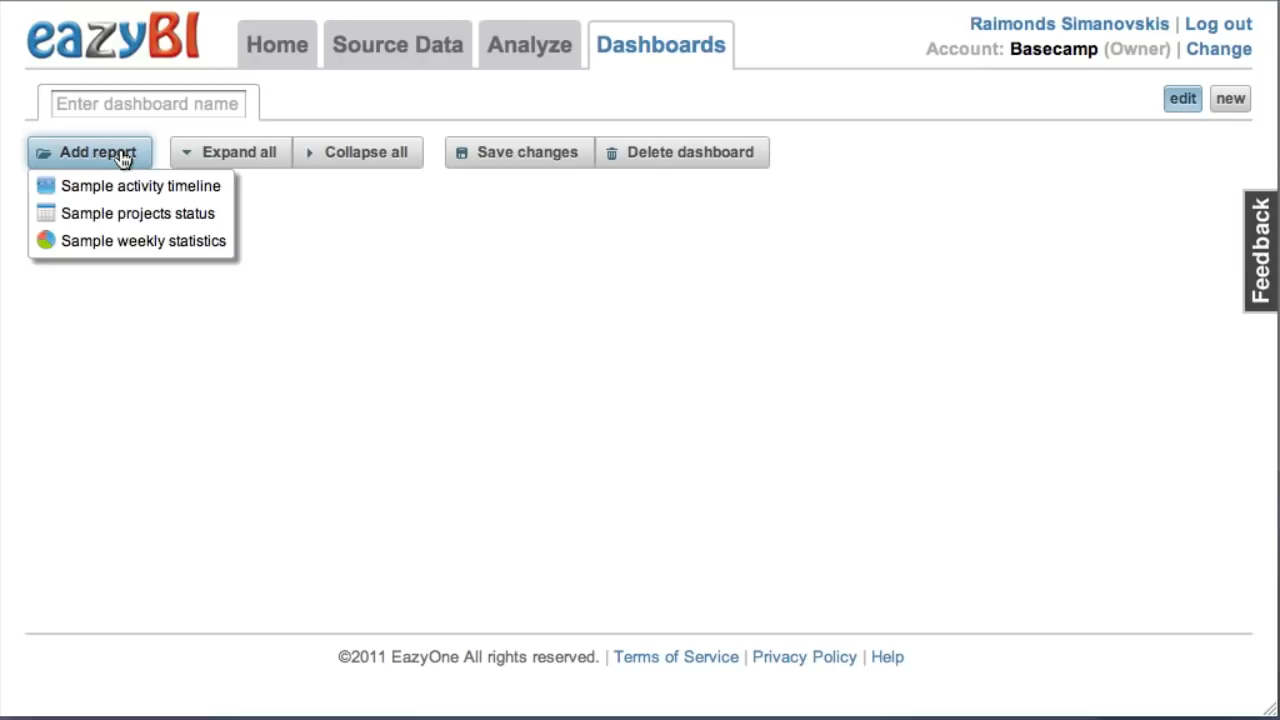 eazyBI Home Source Data Analyze Dashboards
Raimonds Simanovskis | Log out
Account: Basecamp (Owner) | Change
Enter dashboard name
edit new
Add report Expand all Collapse all Save changes Delete dashboard
Sample activity timeline
Sample projects status
Sample weekly statistics
Feedback
©2011 EazyOne All rights reserved. | Terms of Service | Privacy Policy | Help